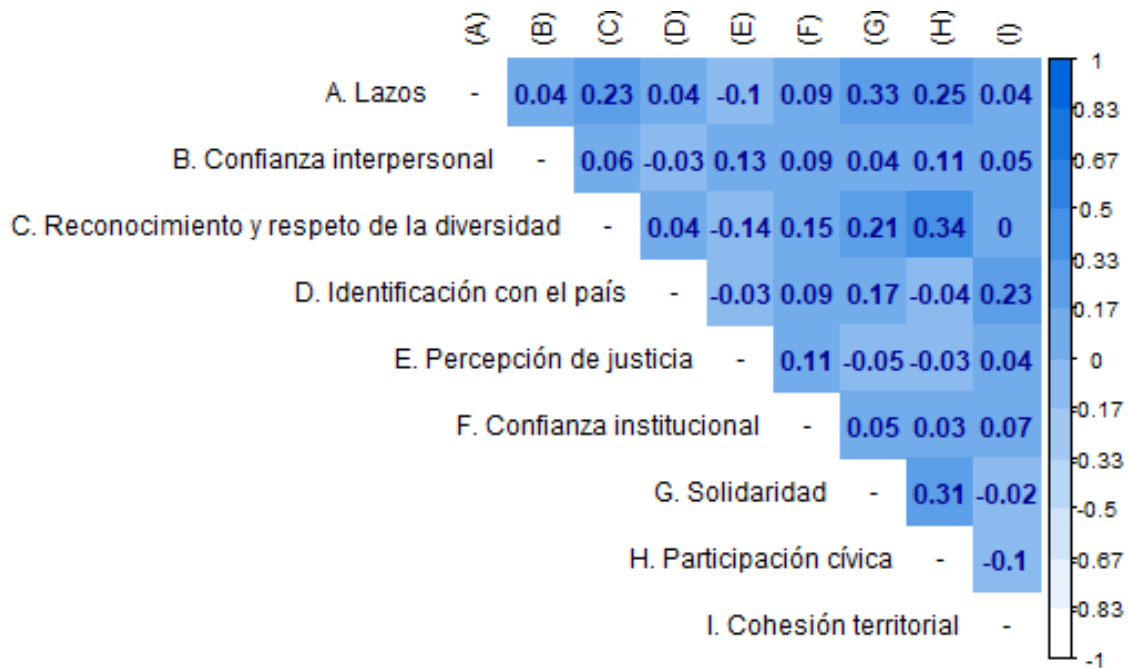 (A) (B) (C) (D) (E) (F) (G) (H) (I)
A. Lazos - 0.04 0.23 0.04 -0.1 0.09 0.33 0.25 0.04
B. Confianza interpersonal - 0.06 -0.03 0.13 0.09 0.04 0.11 0.05
C. Reconocimiento y respeto de la diversidad - 0.04 -0.14 0.15 0.21 0.34 0
D. Identificación con el país - -0.03 0.09 0.17 -0.04 0.23
E. Percepción de justicia - 0.11 -0.05 -0.03 0.04
F. Confianza institucional - 0.05 0.03 0.07
G. Solidaridad - 0.31 -0.02
H. Participación cívica - -0.1
I. Cohesión territorial -
1
0.83
0.67
0.5
0.33
0.17
0
-0.17
-0.33
-0.5
-0.67
-0.83
-1